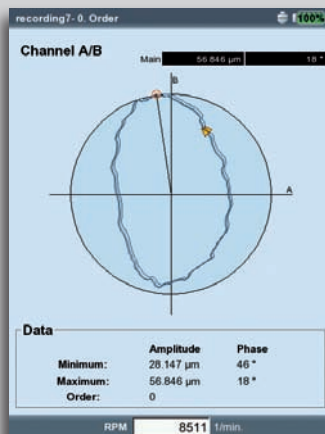 recording7- 0. Order 100%
Channel A/B
Main 56.846 µm 18 °
B
A
Data
Amplitude Phase
Minimum: 28.147 µm 46 °
Maximum: 56.846 µm 18 °
Order: 0
RPM 8511 1/min.